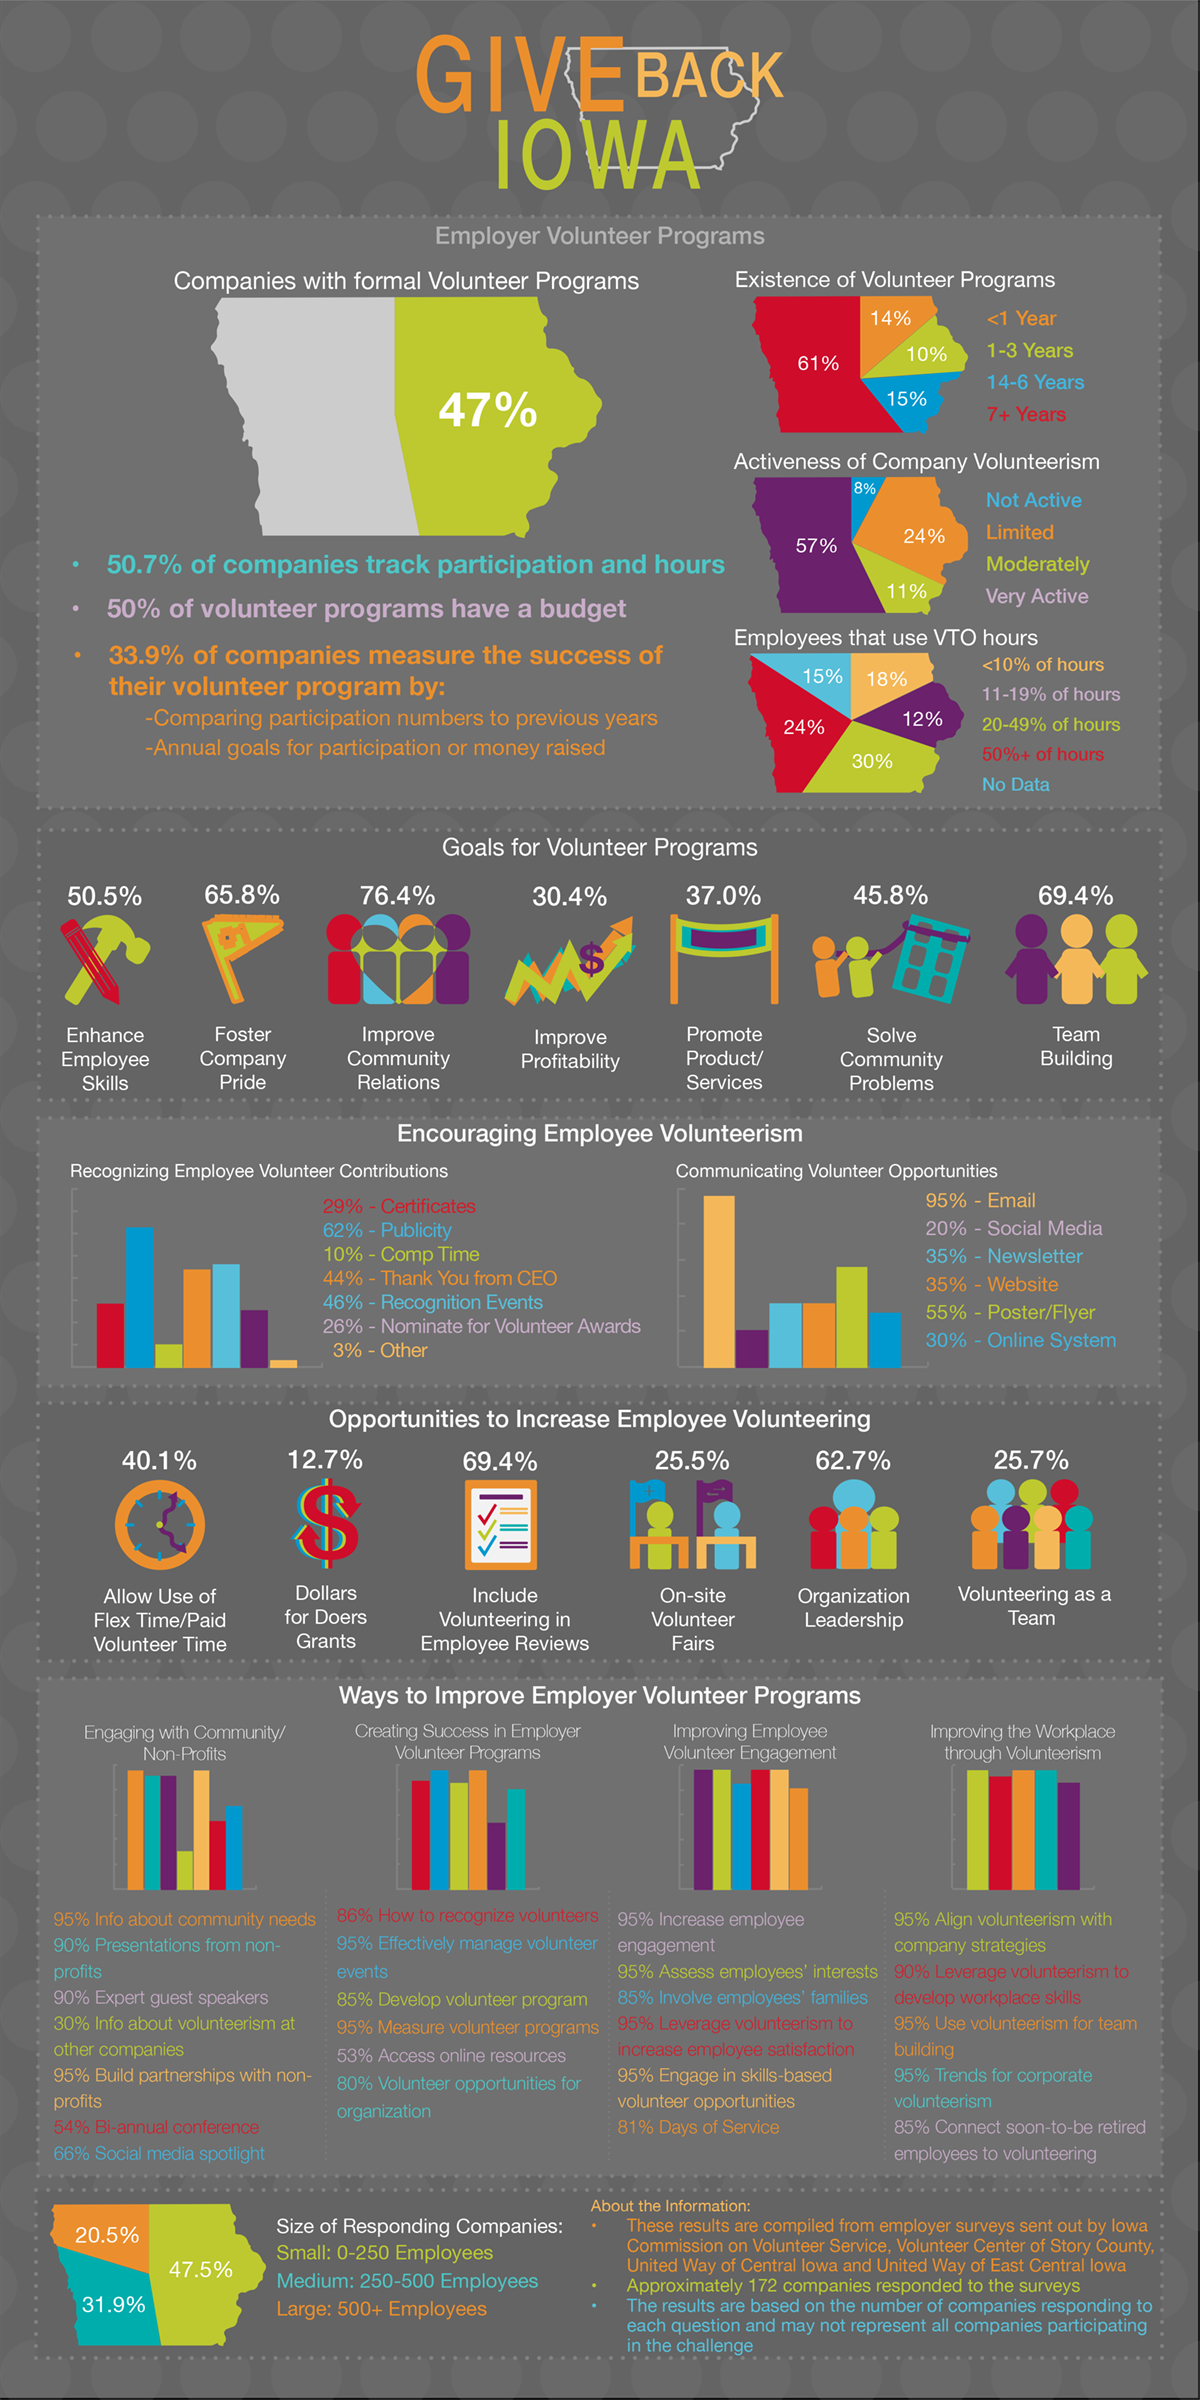 GIVE BACK
IOWA
Employer Volunteer Programs
Companies with formal Volunteer Programs
47%
• 50.7% of companies track participation and hours
• 50% of volunteer programs have a budget
• 33.9% of companies measure the success of
their volunteer program by:
-Comparing participation numbers to previous years
-Annual goals for participation or money raised
Existence of Volunteer Programs
14%
10%
15%
61%
<1 Year
1-3 Years
14-6 Years
7+ Years
Activeness of Company Volunteerism
8%
24%
11%
57%
Not Active
Limited
Moderately
Very Active
Employees that use VTO hours
15%
18%
12%
24%
30%
<10% of hours
11-19% of hours
20-49% of hours
50%+ of hours
No Data
Goals for Volunteer Programs
50.5%
Enhance
Employee
Skills
65.8%
Foster
Company
Pride
76.4%
Improve
Community
Relations
30.4%
$
Improve
Profitability
37.0%
Promote
Product/
Services
45.8%
Solve
Community
Problems
69.4%
Team
Building
Encouraging Employee Volunteerism
Recognizing Employee Volunteer Contributions
29% - Certificates
62% - Publicity
10% - Comp Time
44% - Thank You from CEO
46% - Recognition Events
26% - Nominate for Volunteer Awards
3% - Other
Communicating Volunteer Opportunities
95% - Email
20% - Social Media
35% - Newsletter
35% - Website
55% - Poster/Flyer
30% - Online System
Opportunities to Increase Employee Volunteering
40.1%
Allow Use of
Flex Time/Paid
Volunteer Time
12.7%
$
Dollars
for Doers
Grants
69.4%
Include
Volunteering in
Employee Reviews
25.5%
On-site
Volunteer
Fairs
62.7%
Organization
Leadership
25.7%
Volunteering as a
Team
Ways to Improve Employer Volunteer Programs
Engaging with Community/
Non-Profits
95% Info about community needs
90% Presentations from non-
profits
90% Expert guest speakers
30% Info about volunteerism at
other companies
95% Build partnerships with non-
profits
54% Bi-annual conference
66% Social media spotlight
Creating Success in Employer
Volunteer Programs
86% How to recognize volunteers
95% Effectively manage volunteer
events
85% Develop volunteer program
95% Measure volunteer programs
53% Access online resources
80% Volunteer opportunities for
organization
Improving Employee
Volunteer Engagement
95% Increase employee
engagement
95% Assess employees’ interests
85% Involve employees’ families
95% Leverage volunteerism to
increase employee satisfaction
95% Engage in skills-based
volunteer opportunities
81% Days of Service
Improving the Workplace
through Volunteerism
95% Align volunteerism with
company strategies
90% Leverage volunteerism to
develop workplace skills
95% Use volunteerism for team
building
95% Trends for corporate
volunteerism
85% Connect soon-to-be retired
employees to volunteering
20.5%
47.5%
31.9%
Size of Responding Companies:
Small: 0-250 Employees
Medium: 250-500 Employees
Large: 500+ Employees
About the Information:
• These results are compiled from employer surveys sent out by Iowa
Commission on Volunteer Service, Volunteer Center of Story County,
United Way of Central Iowa and United Way of East Central Iowa
• Approximately 172 companies responded to the surveys
• The results are based on the number of companies responding to
each question and may not represent all companies participating
in the challenge